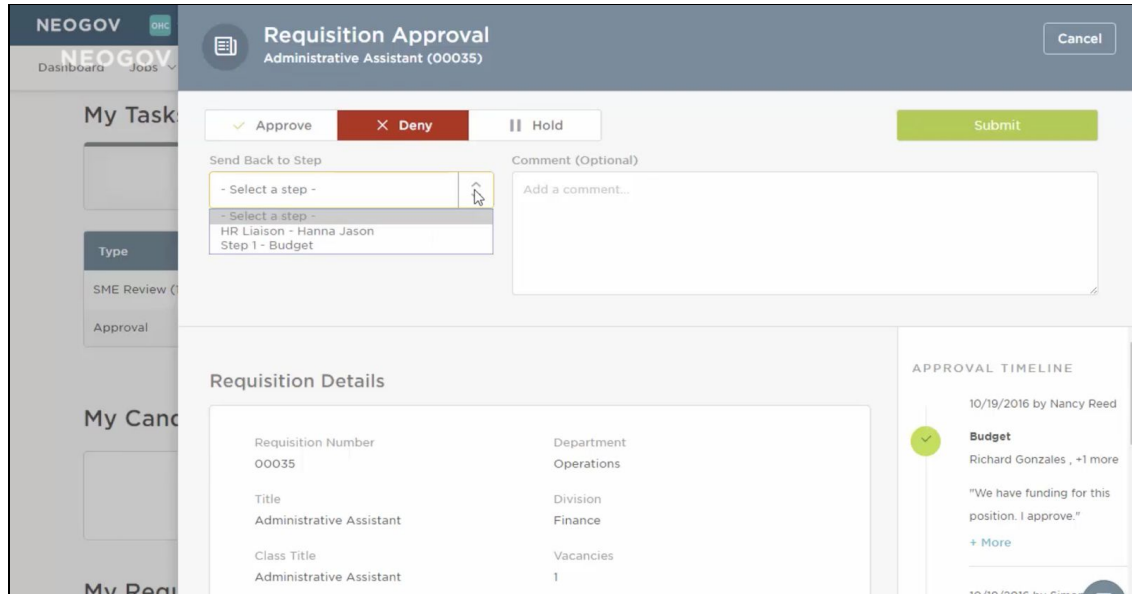 NEOGOV OHC
NEOGOV
Dashboard Jobs
Requisition Approval
Administrative Assistant (00035)
Cancel
My Task
Approve Deny Hold
Submit
Send Back to Step
Comment (Optional)
- Select a step -
Add a comment...
- Select a step -
HR Liaison - Hanna Jason
Step 1 - Budget
Type
SME Review (1
Approval
My Canc
My Requ
Requisition Details
Requisition Number
00035
Department
Operations
Title
Administrative Assistant
Division
Finance
Class Title
Administrative Assistant
Vacancies
1
APPROVAL TIMELINE
10/19/2016 by Nancy Reed
Budget
Richard Gonzales , +1 more
"We have funding for this
position. I approve."
+ More